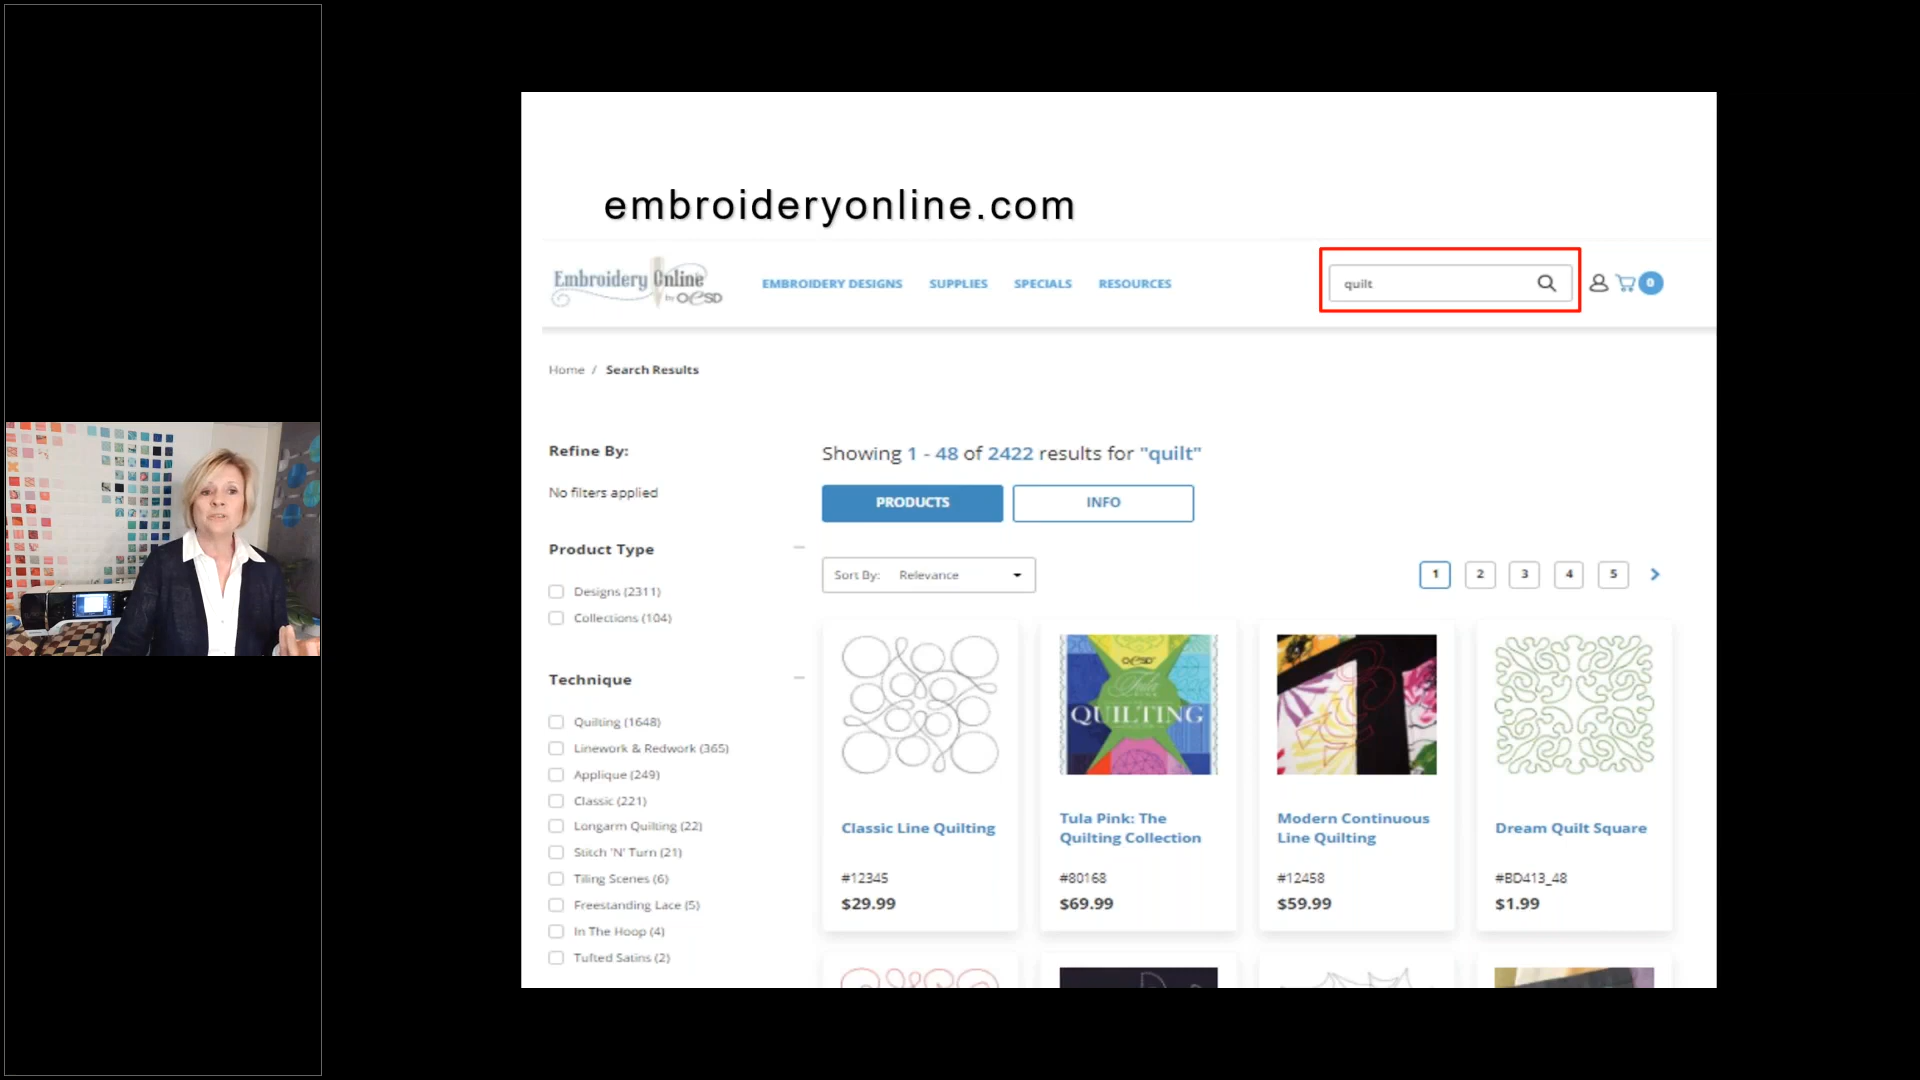 embroideryonline.com
Embroidery Online
by OESD
EMBROIDERY DESIGNS
SUPPLIES
SPECIALS
RESOURCES
quilt
0
Home / Search Results
Refine By:
No filters applied
Product Type
Designs (2311)
Collections (104)
Technique
Quilting (1648)
Linework & Redwork (365)
Applique (249)
Classic (221)
Longarm Quilting (22)
Stitch 'N' Turn (21)
Tiling Scenes (6)
Freestanding Lace (5)
In The Hoop (4)
Tufted Satins (2)
Showing 1 - 48 of 2422 results for "quilt"
PRODUCTS
INFO
Sort By: Relevance
1 2 3 4 5
Classic Line Quilting
#12345
$29.99
OESD
Tula
QUILTING
Tula Pink: The
Quilting Collection
#80168
$69.99
Modern Continuous
Line Quilting
#12458
$59.99
Dream Quilt Square
#BD413_48
$1.99